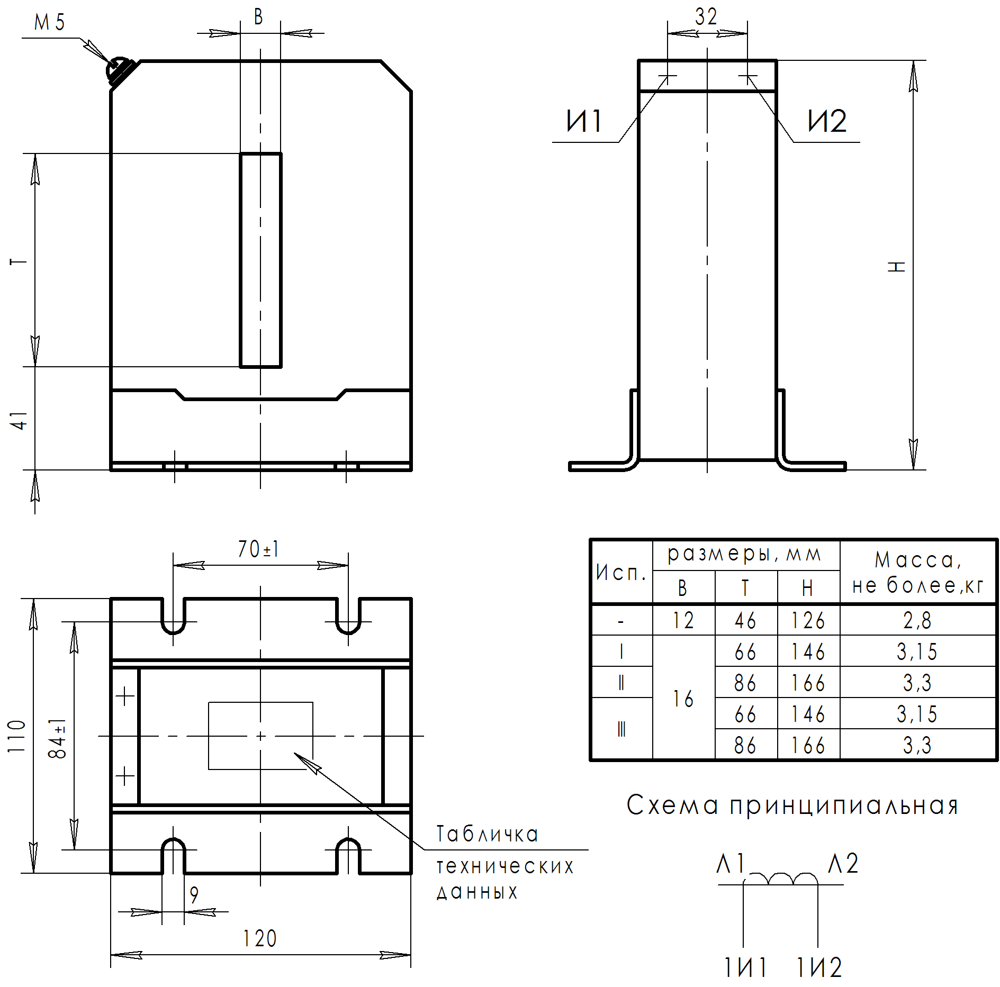 М5
В
32
И1
И2
Т
Н
41
70±1
110
84±1
9
120
Табличка
технических
данных
Исп.
размеры, мм
Масса,
не более,кг
В Т Н
- 12 46 126 2,8
I 66 146 3,15
II 86 166 3,3
16
III 66 146 3,15
86 166 3,3
Схема принципиальная
Л1 Л2
1И1 1И2